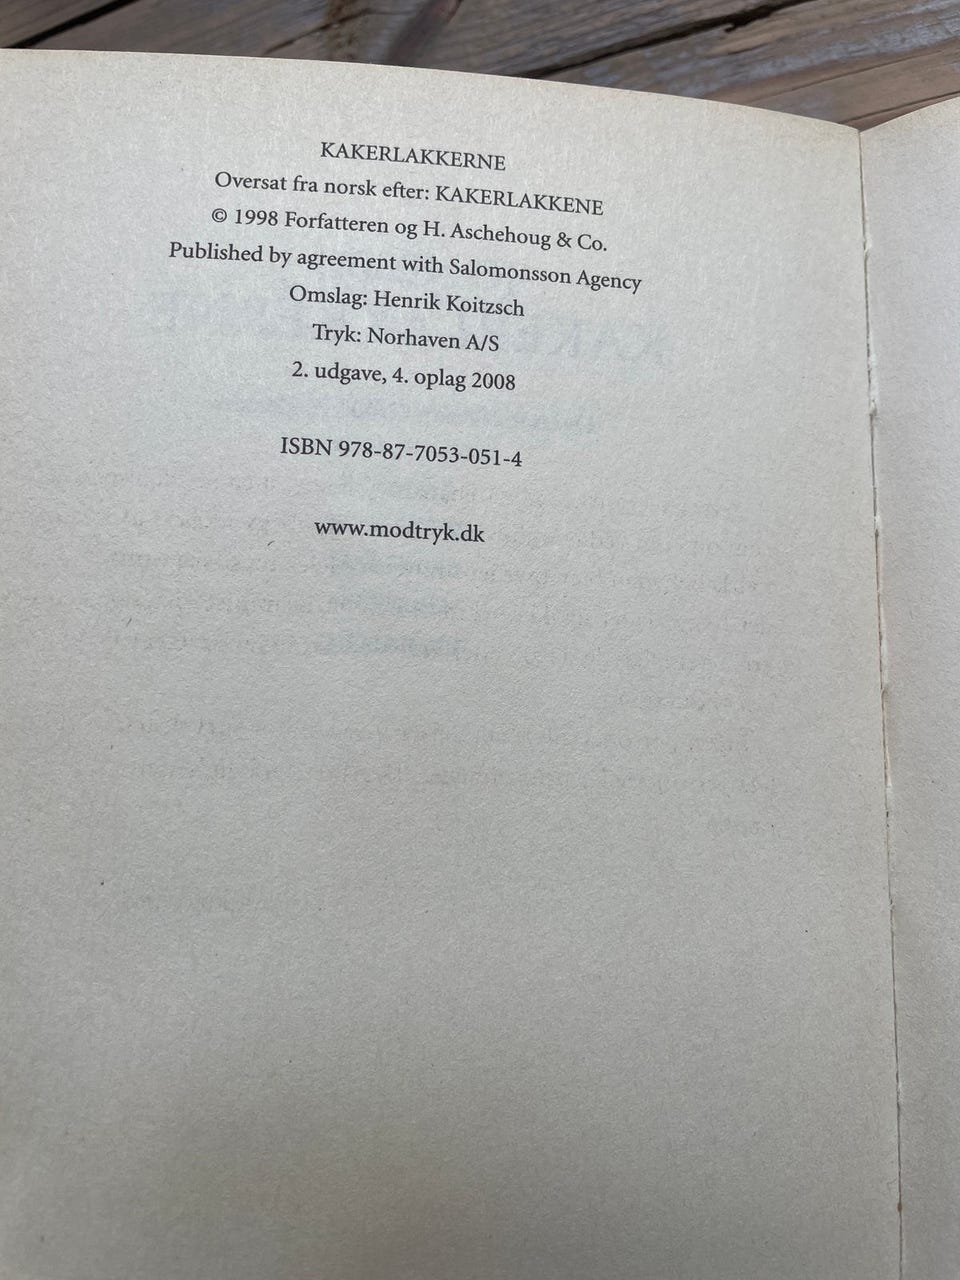 KAKERLAKKERNE
Oversat fra norsk efter: KAKERLAKKENE
© 1998 Forfatteren og H. Aschehoug & Co.
Published by agreement with Salomonsson Agency
Omslag: Henrik Koitzsch
Tryk: Norhaven A/S
2. udgave, 4. oplag 2008
ISBN 978-87-7053-051-4
www.modtryk.dk